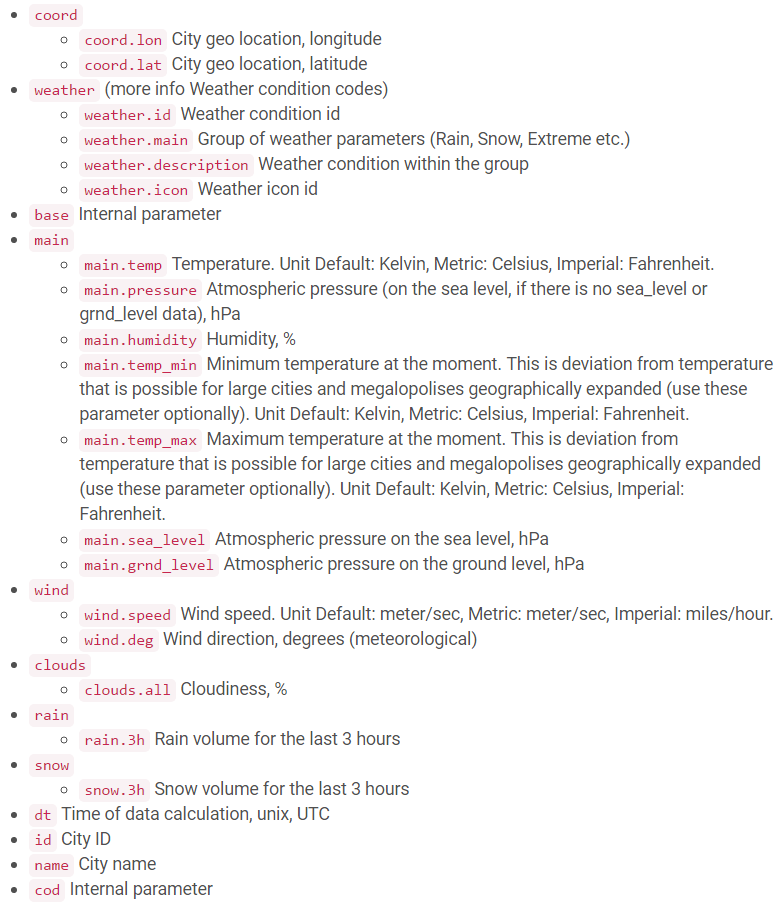 coord
coord.lon City geo location, longitude
coord.lat City geo location, latitude
weather (more info Weather condition codes)
weather.id Weather condition id
weather.main Group of weather parameters (Rain, Snow, Extreme etc.)
weather.description Weather condition within the group
weather.icon Weather icon id
base Internal parameter
main
main.temp Temperature. Unit Default: Kelvin, Metric: Celsius, Imperial: Fahrenheit.
main.pressure Atmospheric pressure (on the sea level, if there is no sea_level or
grnd_level data), hPa
main.humidity Humidity, %
main.temp_min Minimum temperature at the moment. This is deviation from temperature
that is possible for large cities and megalopolises geographically expanded (use these
parameter optionally). Unit Default: Kelvin, Metric: Celsius, Imperial: Fahrenheit.
main.temp_max Maximum temperature at the moment. This is deviation from
temperature that is possible for large cities and megalopolises geographically expanded
(use these parameter optionally). Unit Default: Kelvin, Metric: Celsius, Imperial:
Fahrenheit.
main.sea_level Atmospheric pressure on the sea level, hPa
main.grnd_level Atmospheric pressure on the ground level, hPa
wind
wind.speed Wind speed. Unit Default: meter/sec, Metric: meter/sec, Imperial: miles/hour.
wind.deg Wind direction, degrees (meteorological)
clouds
clouds.all Cloudiness, %
rain
rain.3h Rain volume for the last 3 hours
snow
snow.3h Snow volume for the last 3 hours
dt Time of data calculation, unix, UTC
id City ID
name City name
cod Internal parameter